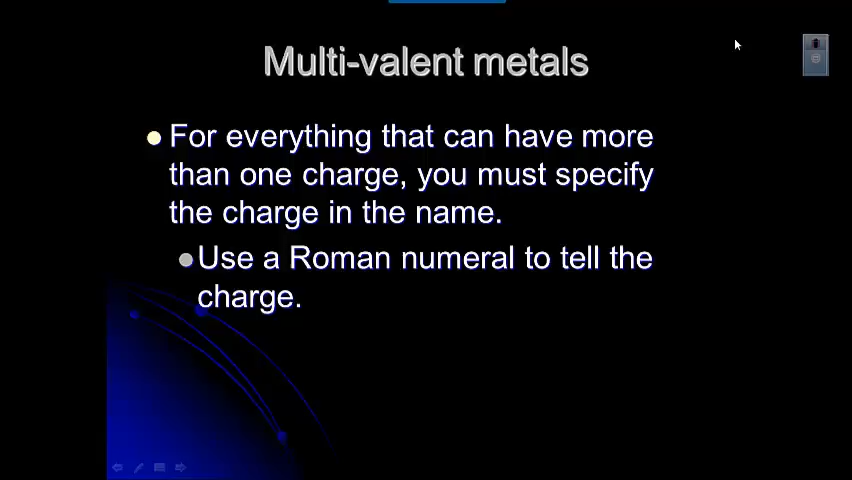 Multi-valent metals
For everything that can have more
than one charge, you must specify
the charge in the name.
Use a Roman numeral to tell the
charge.